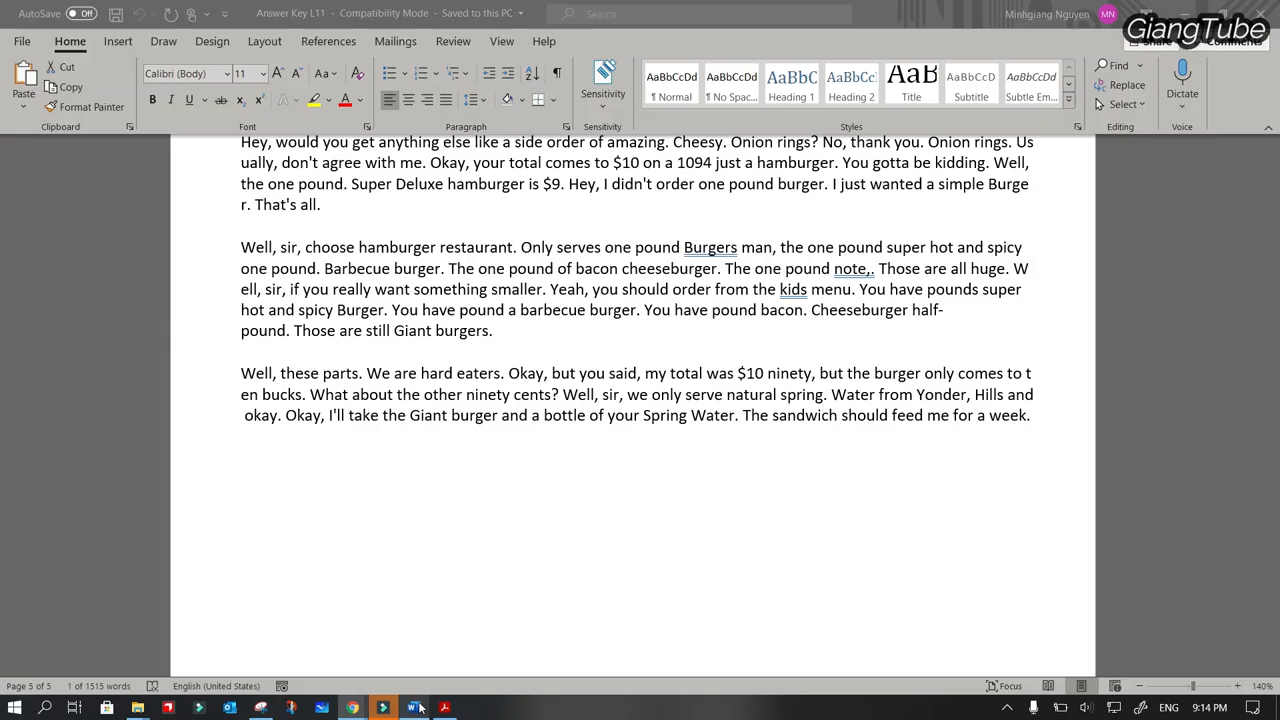 AutoSave Off Answer Key L11 - Compatibility Mode - Saved to this PC Search Minhgiang Nguyen MN
GiangTube
File Home Insert Draw Design Layout References Mailings Review View Help
Cut
Copy
Format Painter
Paste
Clipboard
Calibri (Body) 11
Font
Paragraph
Sensitivity
Sensitivity
AaBbCcDd AaBbCcDd AaBbC AaBbCcD AaB AaBbCcD AaBbCcDd
¶ Normal ¶ No Spac... Heading 1 Heading 2 Title Subtitle Subtle Em...
Styles
Find
Replace
Select
Editing
Dictate
Voice
Hey, would you get anything else like a side order of amazing. Cheesy. Onion rings? No, thank you. Onion rings. Us
ually, don't agree with me. Okay, your total comes to $10 on a 1094 just a hamburger. You gotta be kidding. Well,
the one pound. Super Deluxe hamburger is $9. Hey, I didn't order one pound burger. I just wanted a simple Burge
r. That's all.
Well, sir, choose hamburger restaurant. Only serves one pound Burgers man, the one pound super hot and spicy
one pound. Barbecue burger. The one pound of bacon cheeseburger. The one pound note,. Those are all huge. W
ell, sir, if you really want something smaller. Yeah, you should order from the kids menu. You have pounds super
hot and spicy Burger. You have pound a barbecue burger. You have pound bacon. Cheeseburger half-
pound. Those are still Giant burgers.
Well, these parts. We are hard eaters. Okay, but you said, my total was $10 ninety, but the burger only comes to t
en bucks. What about the other ninety cents? Well, sir, we only serve natural spring. Water from Yonder, Hills and
okay. Okay, I'll take the Giant burger and a bottle of your Spring Water. The sandwich should feed me for a week.
Page 5 of 5 1 of 1515 words English (United States) Focus 140%
ENG 9:14 PM